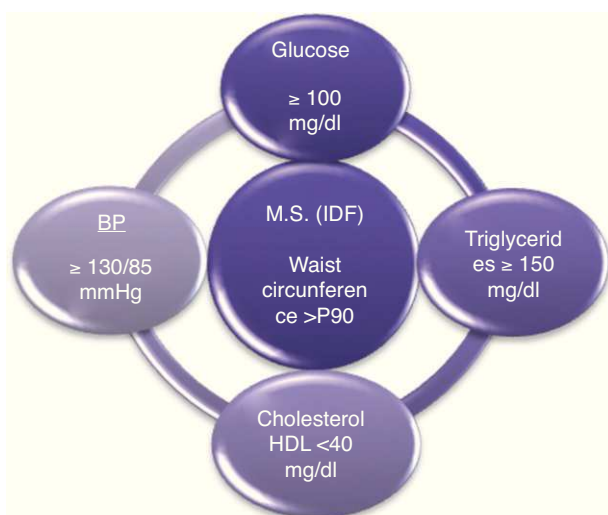 Glucose
≥ 100
mg/dl
BP
≥ 130/85
mmHg
M.S. (IDF)
Waist
circunferen
ce >P90
Triglycerid
es ≥ 150
mg/dl
Cholesterol
HDL <40
mg/dl